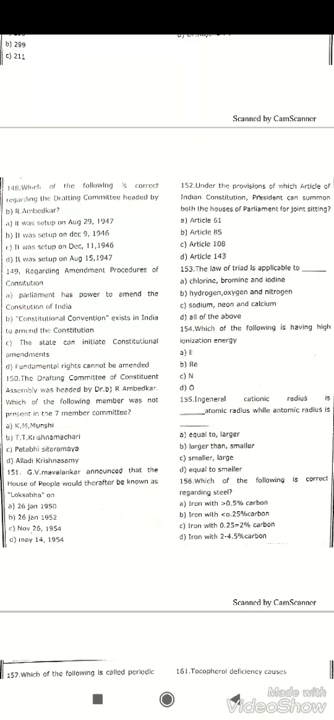 b) 299
c) 211
Scanned by CamScanner
148.Which of the following is correct
regarding the Drafting Committee headed by
b) R Ambedkar?
a) It was setup on Aug 29, 1947
b) It was setup on dec 9, 1946
c) It was setup on Dec, 11,1946
d) It was setup on Aug 15,1947
149. Regarding Amendment Procedures of
Consitution
a) parliament has power to amend the
Consitution of India
b) "Constitutional Convention" exists in India
to amend the Constitution
c) The state can initiate Constitutional
amendments
d) Fundamental rights cannot be amended
150.The Drafting Committee of Constituent
Assembly was headed by Dr.b) R Ambedkar.
Which of the following member was not
present in the 7 member committee?
a) K.M.Munshi
b) T.T.Krishnamachari
c) Patabhi sitaramaya
d) Alladi Krishnasamy
151. G.V.mavalankar announced that the
House of People would therafter be known as
"Loksabha" on
a) 26 jan 1950
b) 26 jan 1952
c) Nov 26, 1954
d) may 14, 1954
152.Under the provisions of which Article of
Indian Constitution, President can summon
both the houses of Parliament for joint sitting?
a) Article 61
b) Article 85
c) Article 108
d) Article 143
153.The law of triad is applicable to _____
a) chlorine, bromine and iodine
b) hydrogen,oxygen and nitrogen
c) sodium, neon and calcium
d) all of the above
154.Which of the following is having high
ionization energy
b) Be
c) N
d) O
155.Ingeneral cationic radius is
______atomic radius while antomic radius is
______
a) equal to, larger
b) larger than, smaller
c) smaller, large
d) equal to smaller
156.Which of the following is correct
regarding steel?
a) Iron with >0.5% carbon
b) Iron with <o.25%carbon
c) Iron with 0.25=2% carbon
d) Iron with 2-4.5%carbon
Scanned by CamScanner
157.Which of the following is called periodic
161.Tocopherol deficiency causes
Made with
VideoShow